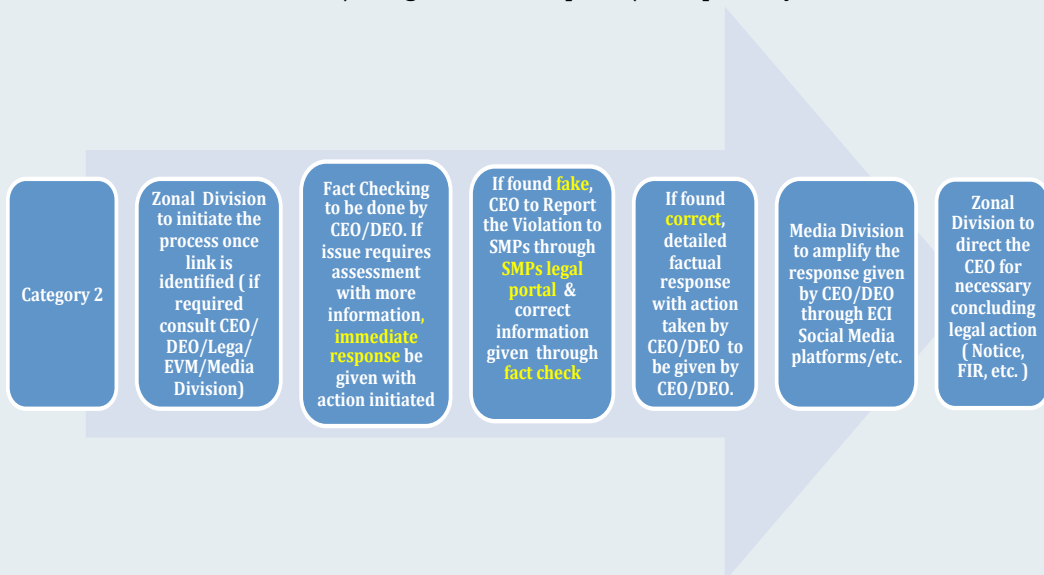 Category 2
Zonal Division
to initiate the
process once
link is
identified ( if
required
consult CEO/
DEO/Lega/
EVM/Media
Division)
Fact Checking
to be done by
CEO/DEO. If
issue requires
assessment
with more
information,
immediate
response be
given with
action initiated
If found fake,
CEO to Report
the Violation to
SMPs through
SMPs legal
portal &
correct
information
given through
fact check
If found
correct,
detailed
factual
response
with action
taken by
CEO/DEO to
be given by
CEO/DEO.
Media Division
to amplify the
response given
by CEO/DEO
through ECI
Social Media
platforms/etc.
Zonal
Division to
direct the
CEO for
necessary
concluding
legal action
( Notice,
FIR, etc. )